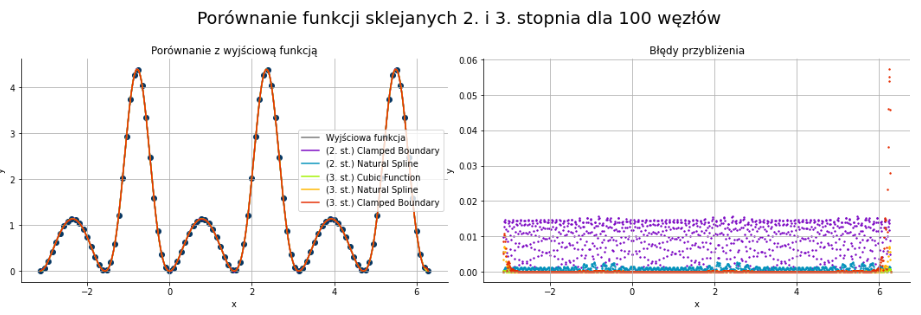 Porównanie funkcji sklejanych 2. i 3. stopnia dla 100 węzłów
Porównanie z wyjściową funkcją
4
3
2
1
0
y
−2
0
2
4
6
x
Wyjściowa funkcja
(2. st.) Clamped Boundary
(2. st.) Natural Spline
(3. st.) Cubic Function
(3. st.) Natural Spline
(3. st.) Clamped Boundary
Błędy przybliżenia
0.06
0.05
0.04
0.03
0.02
0.01
0.00
y
−2
0
2
4
6
x